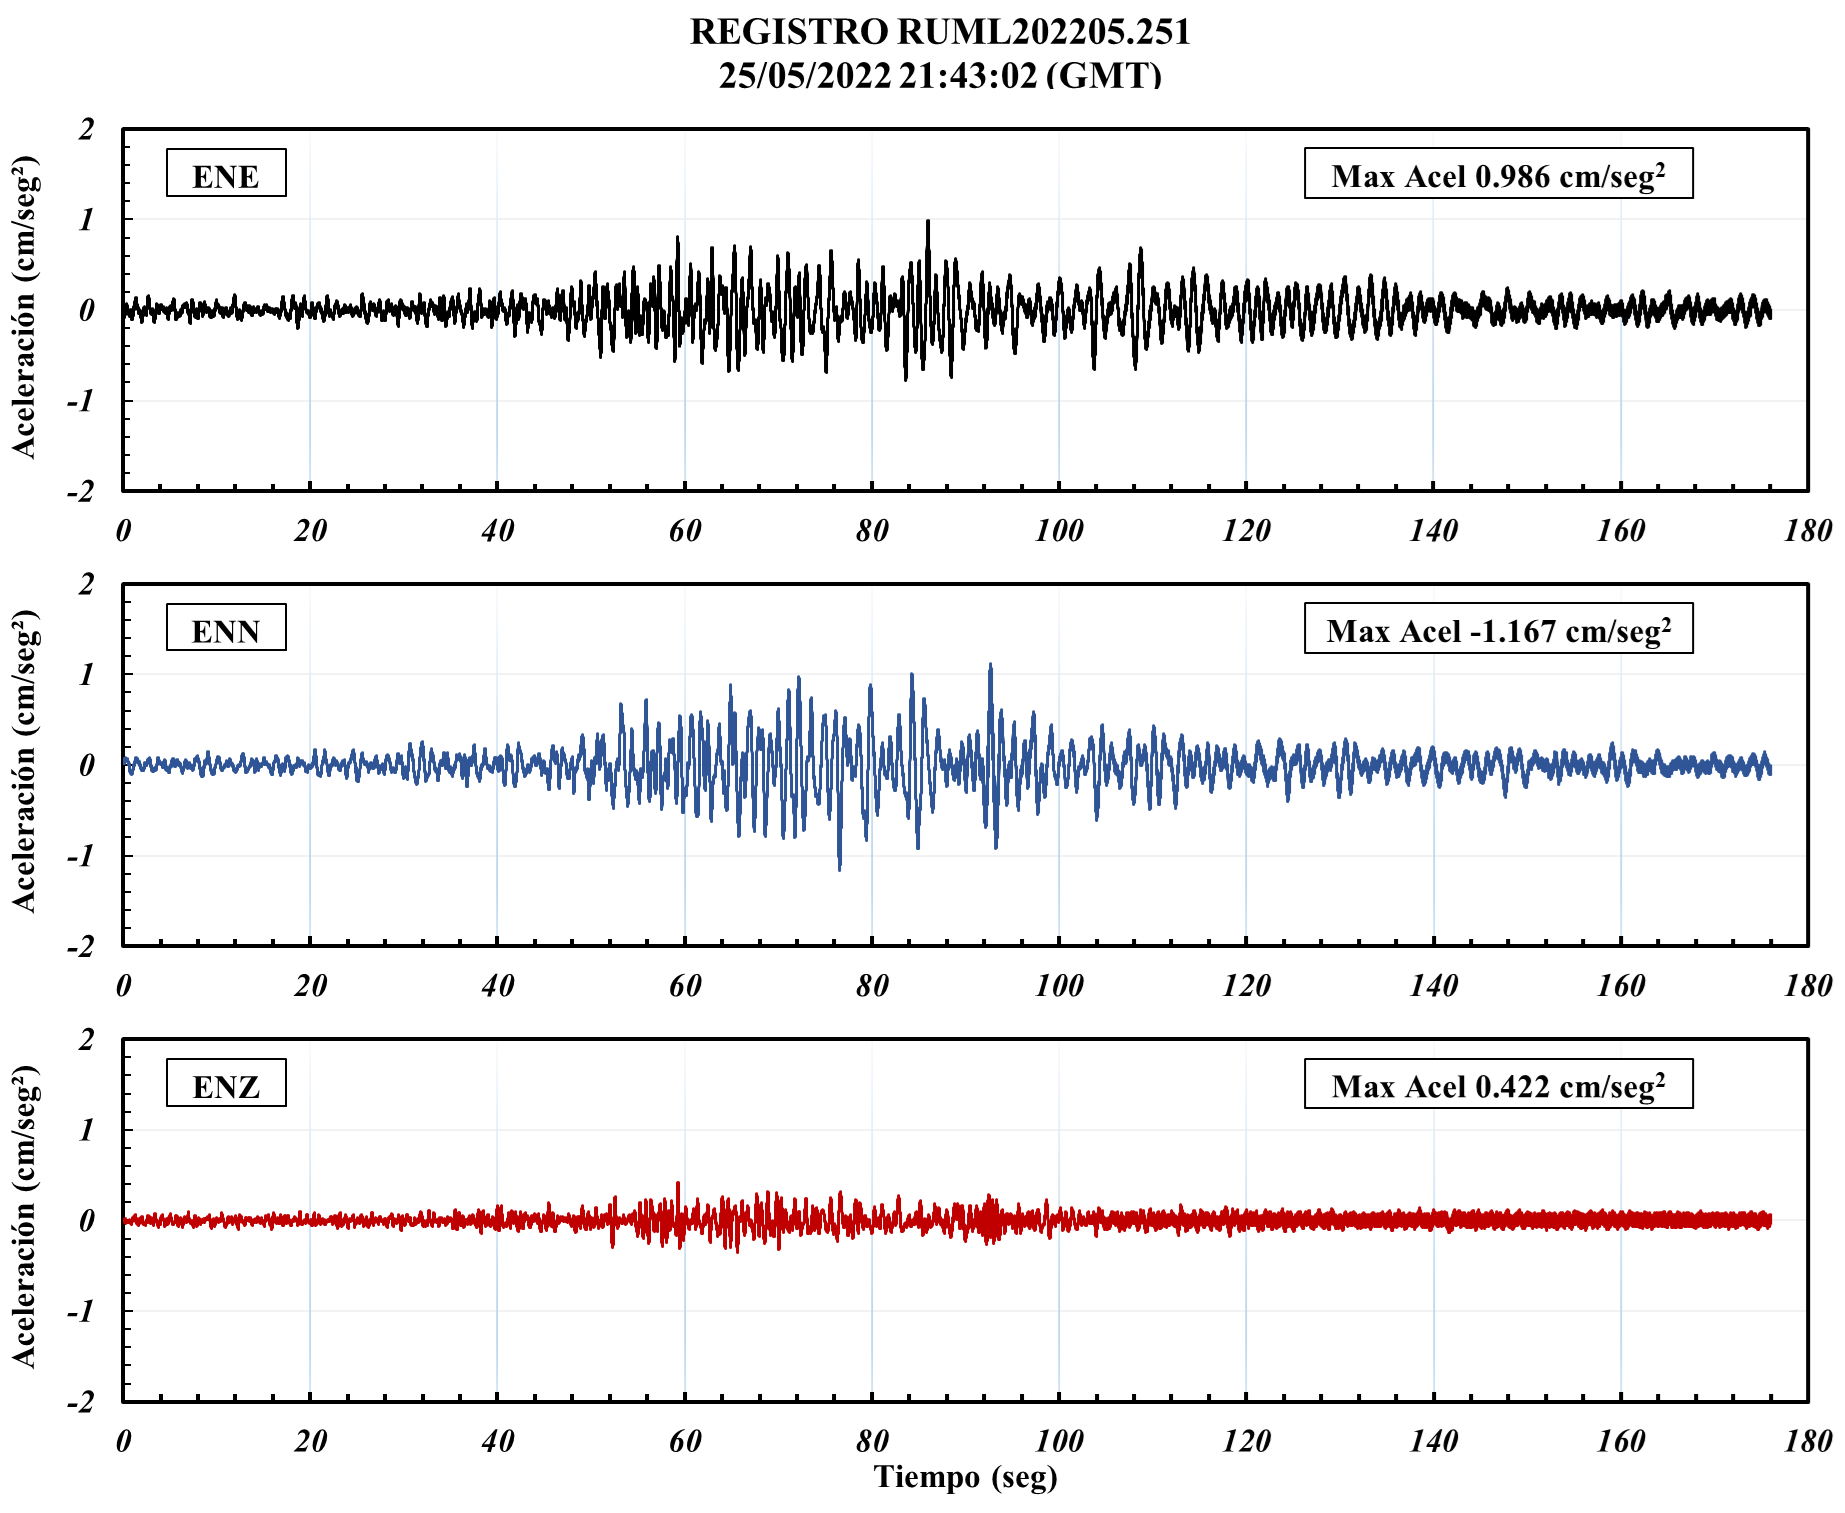 REGISTRO RUML202205.251
25/05/2022 21:43:02 (GMT)
Aceleración (cm/seg²)
2
1
0
-1
-2
ENE
Max Acel 0.986 cm/seg²
0 20 40 60 80 100 120 140 160 180
Aceleración (cm/seg²)
2
1
0
-1
-2
ENN
Max Acel -1.167 cm/seg²
0 20 40 60 80 100 120 140 160 180
Aceleración (cm/seg²)
2
1
0
-1
-2
ENZ
Max Acel 0.422 cm/seg²
0 20 40 60 80 100 120 140 160 180
Tiempo (seg)